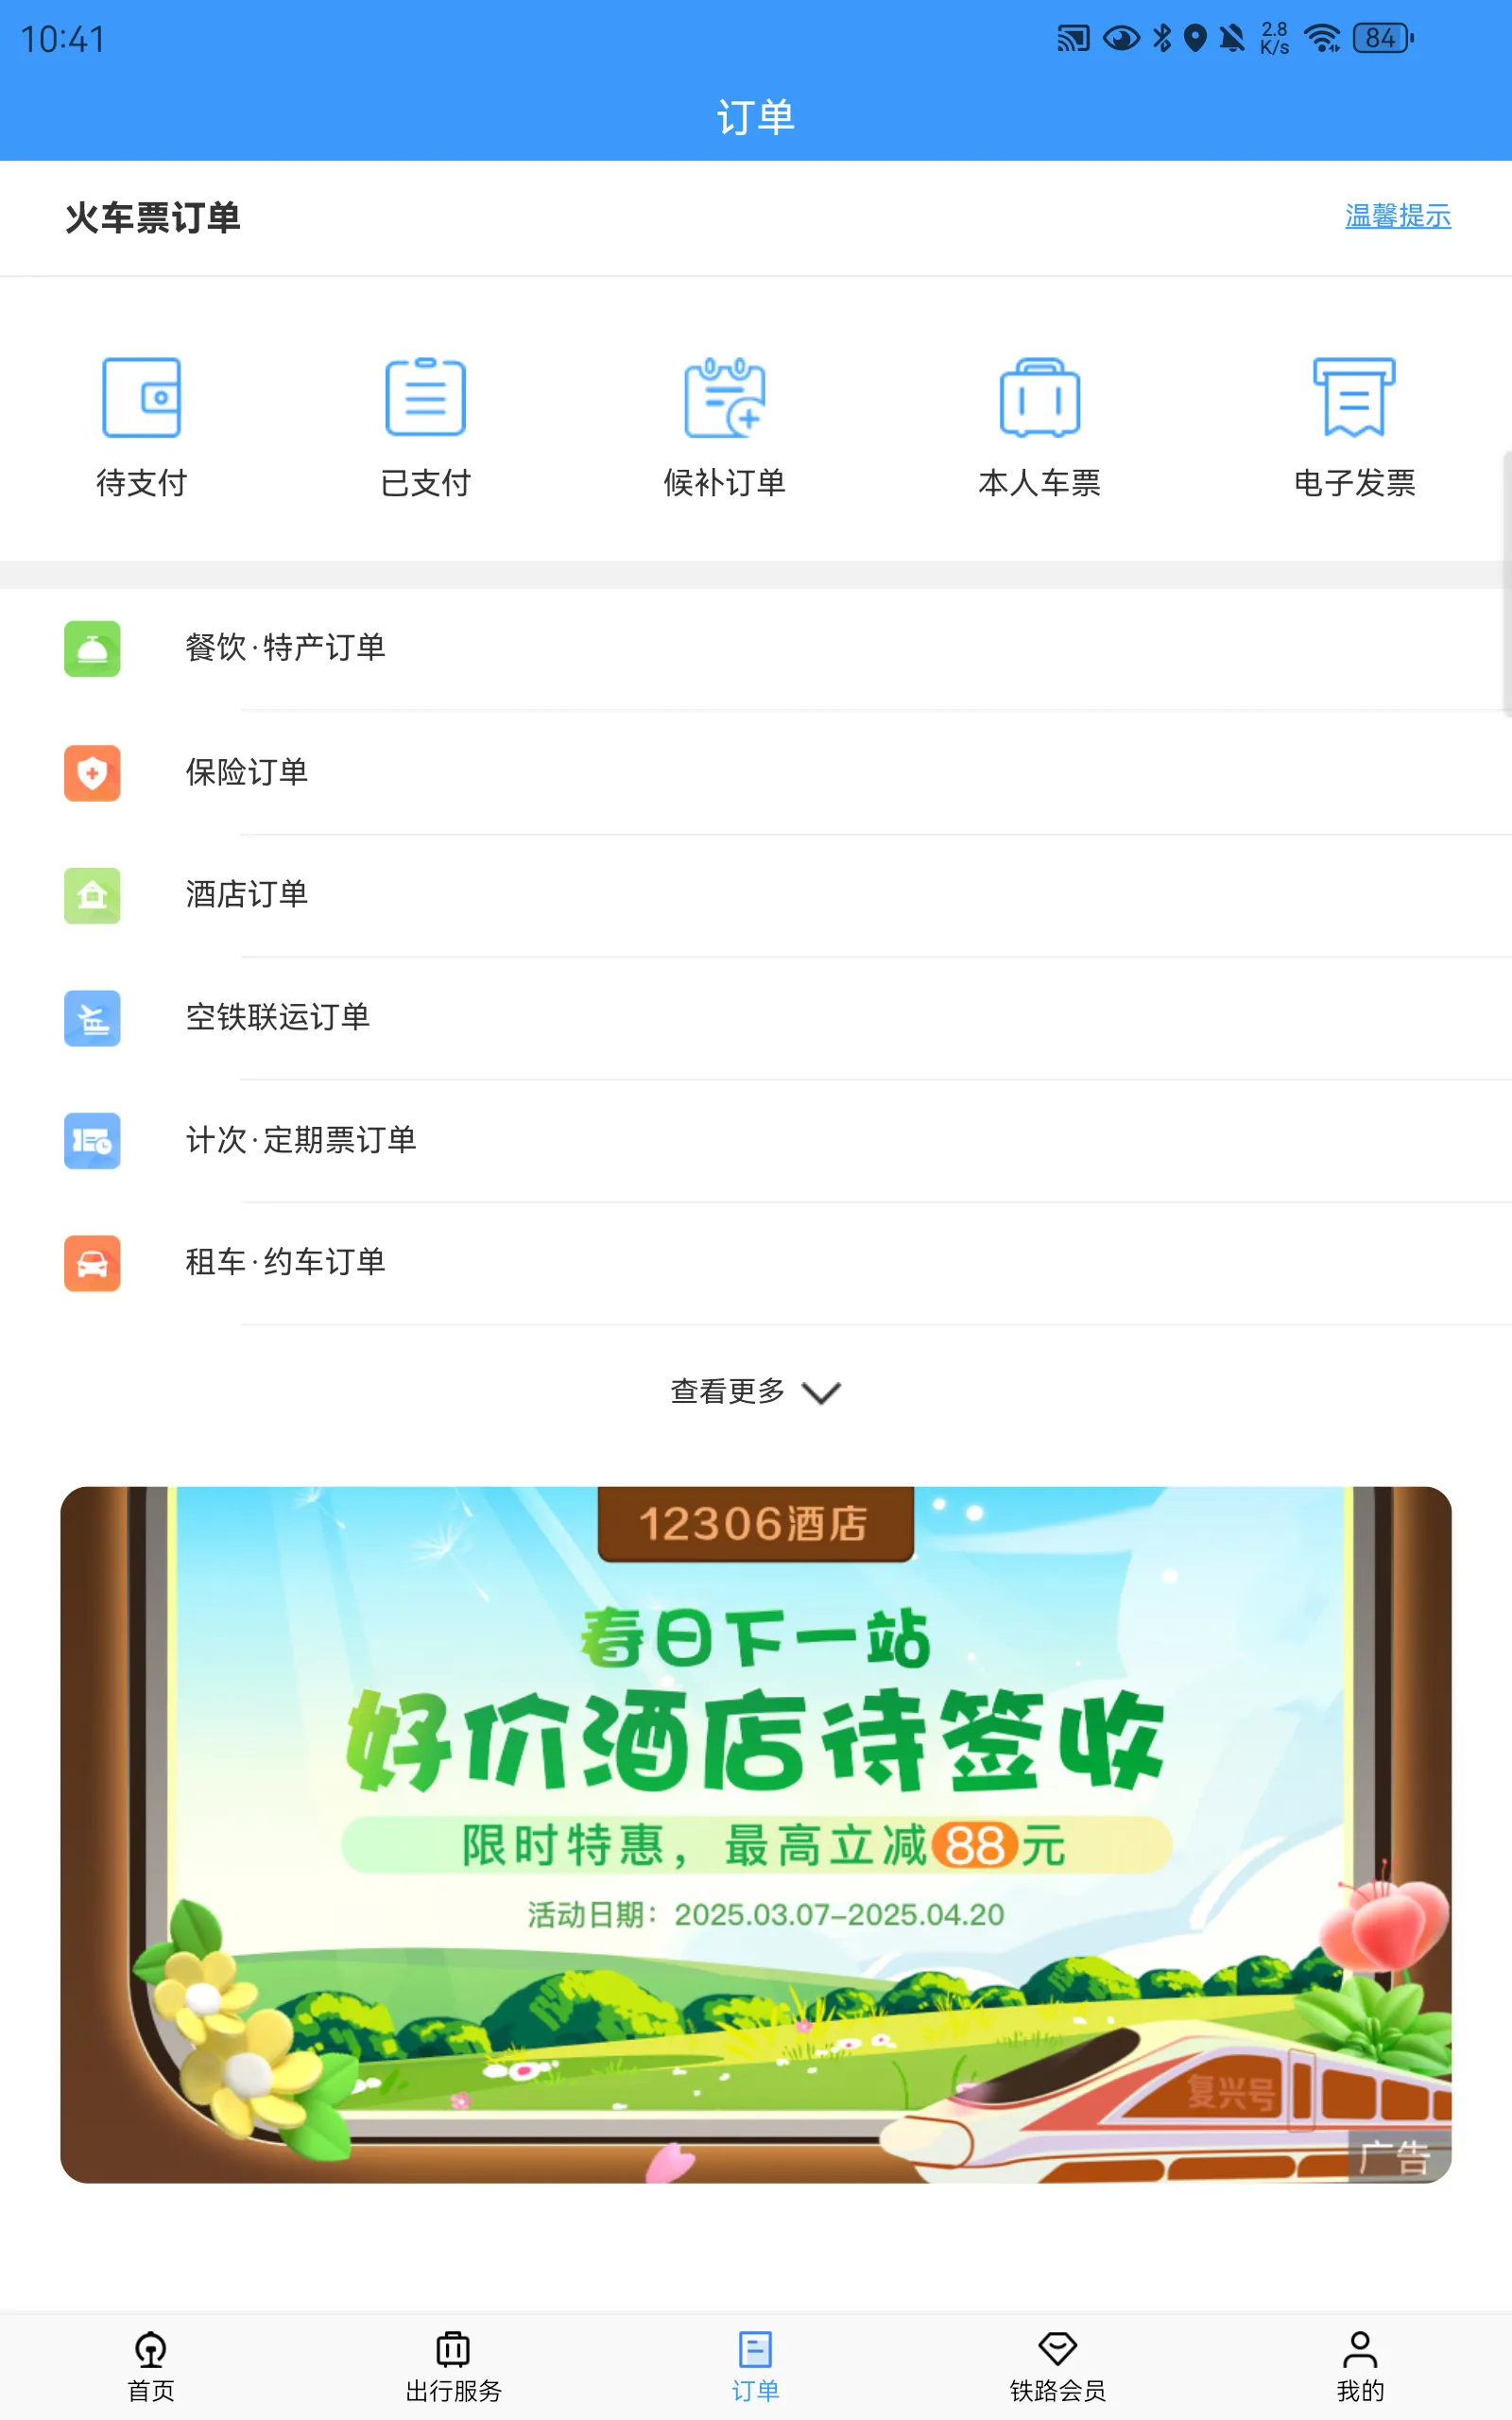 10:41
2.8
K/s
84
订单
火车票订单
温馨提示
待支付
已支付
候补订单
本人车票
电子发票
餐饮·特产订单
保险订单
酒店订单
空铁联运订单
计次·定期票订单
租车·约车订单
查看更多
12306酒店
春日下一站
好价酒店待签收
限时特惠，最高立减88元
活动日期：2025.03.07-2025.04.20
复兴号
广告
首页
出行服务
订单
铁路会员
我的